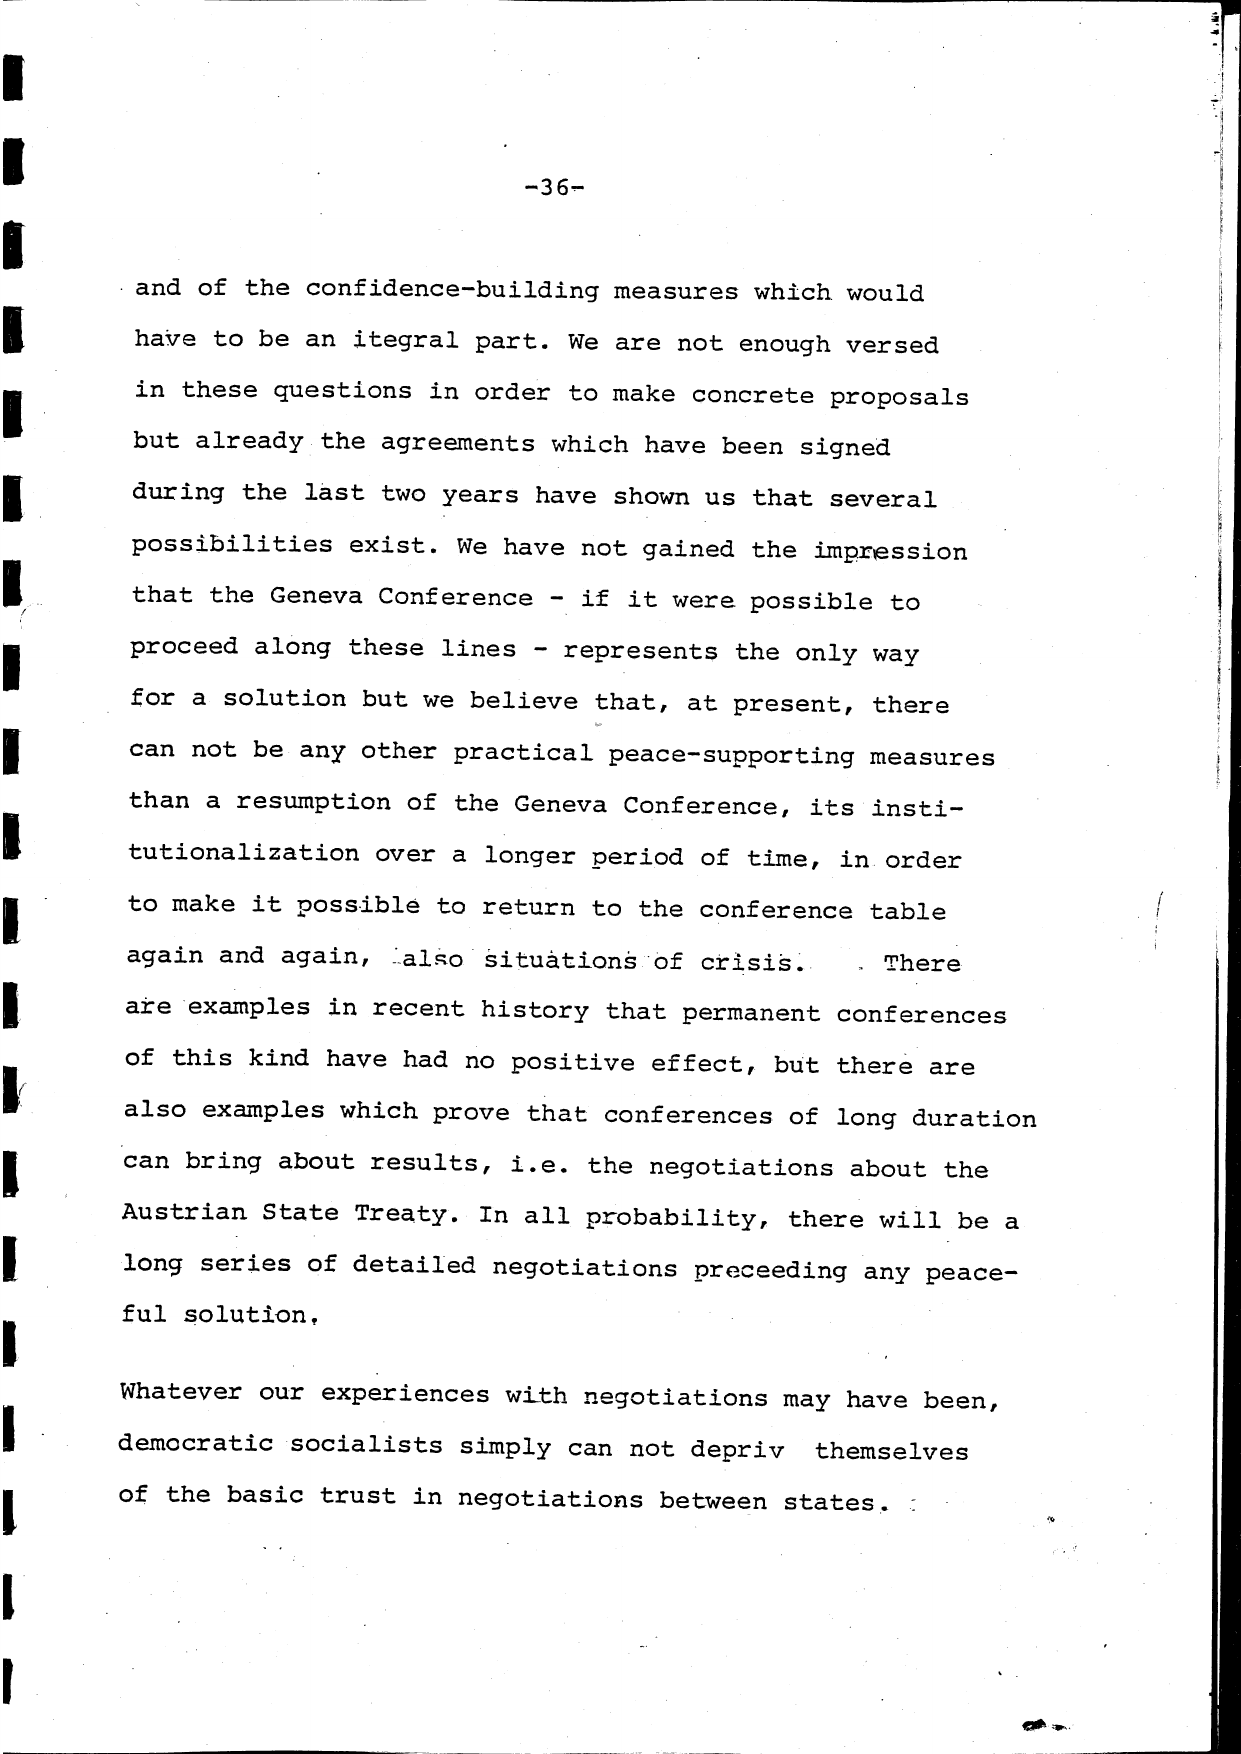 -36-
and of the confidence-building measures which would
have to be an itegral part. We are not enough versed
in these questions in order to make concrete proposals
but already the agreements which have been signed
during the last two years have shown us that several
possibilities exist. We have not gained the impression
that the Geneva Conference - if it were possible to
proceed along these lines - represents the only way
for a solution but we believe that, at present, there
can not be any other practical peace-supporting measures
than a resumption of the Geneva Conference, its insti-
tutionalization over a longer period of time, in order
to make it possible to return to the conference table
again and again, also situations of crisis. There
are examples in recent history that permanent conferences
of this kind have had no positive effect, but there are
also examples which prove that conferences of long duration
can bring about results, i.e. the negotiations about the
Austrian State Treaty. In all probability, there will be a
long series of detailed negotiations preceeding any peace-
ful solution.
Whatever our experiences with negotiations may have been,
democratic socialists simply can not depriv themselves
of the basic trust in negotiations between states.